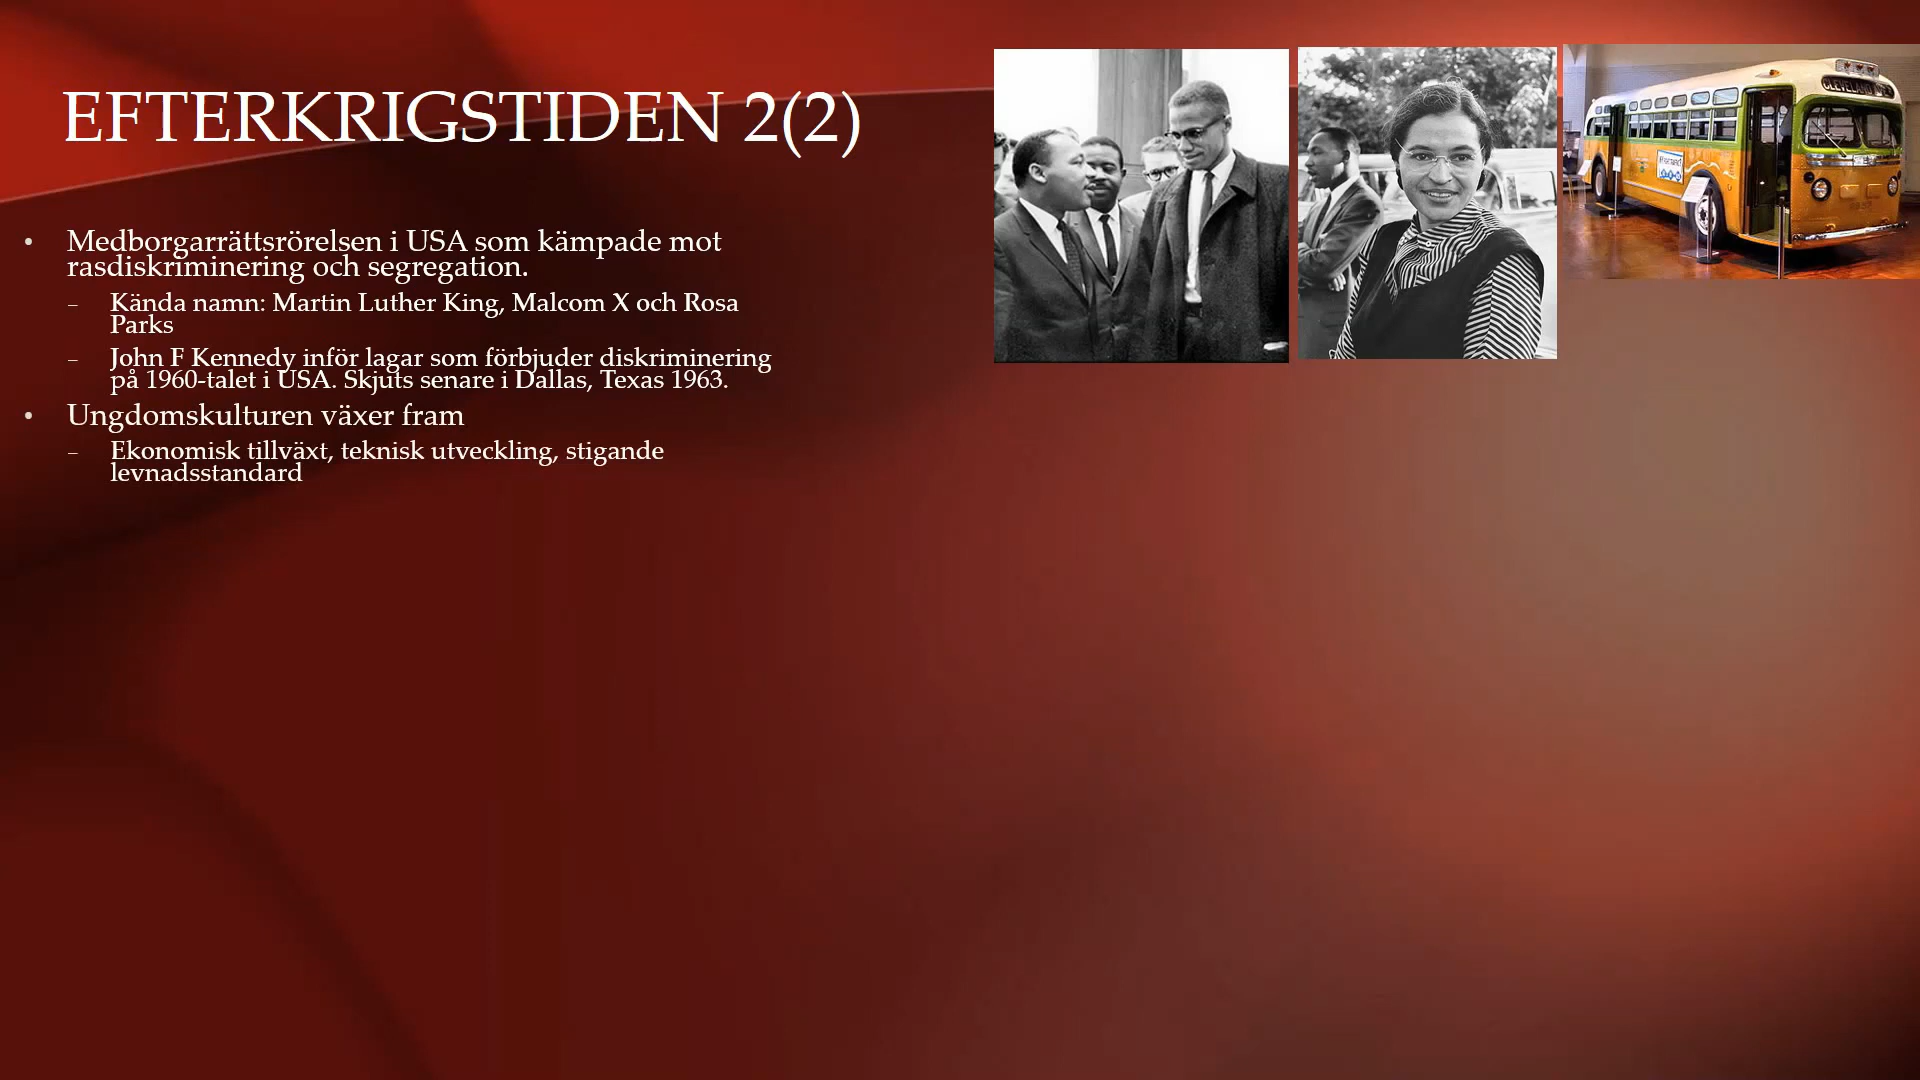 EFTERKRIGSTIDEN 2(2)
• Medborgarrättsrörelsen i USA som kämpade mot
rasdiskriminering och segregation.
– Kända namn: Martin Luther King, Malcom X och Rosa
Parks
– John F Kennedy inför lagar som förbjuder diskriminering
på 1960-talet i USA. Skjuts senare i Dallas, Texas 1963.
• Ungdomskulturen växer fram
– Ekonomisk tillväxt, teknisk utveckling, stigande
levnadsstandard
CLEVELAND